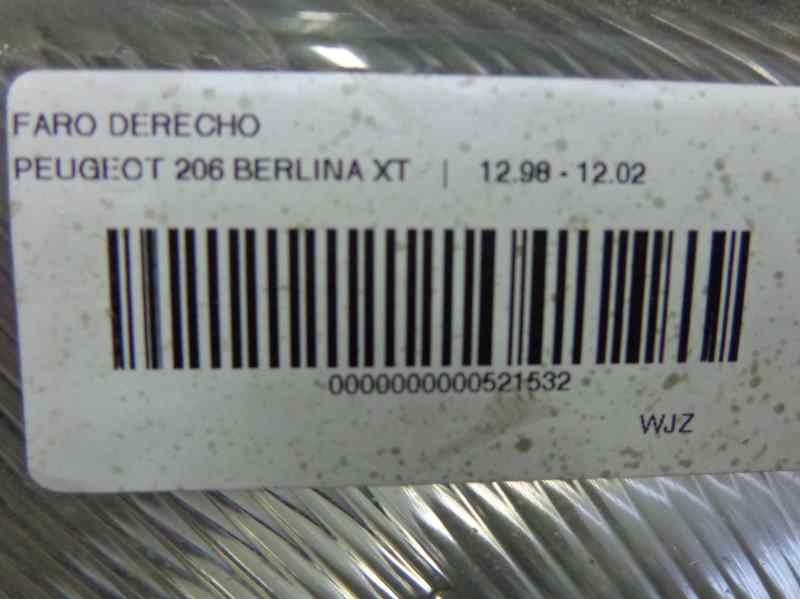 FARO DERECHO
PEUGEOT 206 BERLINA XT | 12.98 - 12.02
0000000000521532
WJZ